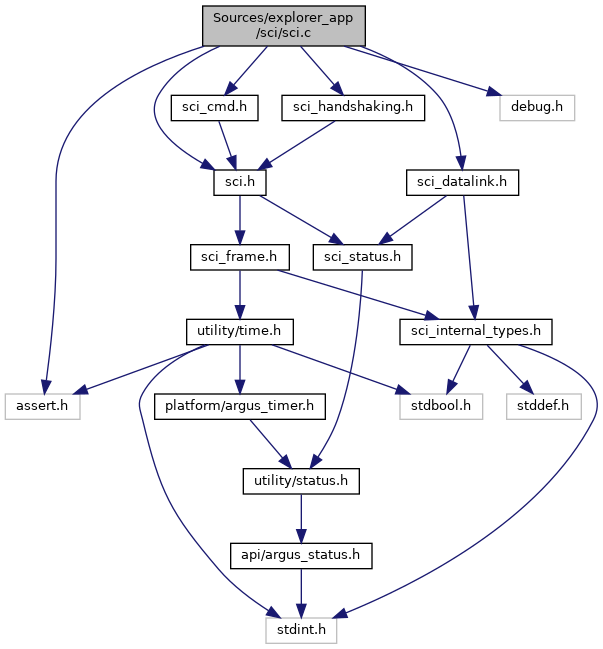 Sources/explorer_app
/sci/sci.c
sci_cmd.h
sci_handshaking.h
debug.h
sci.h
sci_datalink.h
sci_frame.h
sci_status.h
utility/time.h
sci_internal_types.h
assert.h
platform/argus_timer.h
stdbool.h
stddef.h
utility/status.h
api/argus_status.h
stdint.h